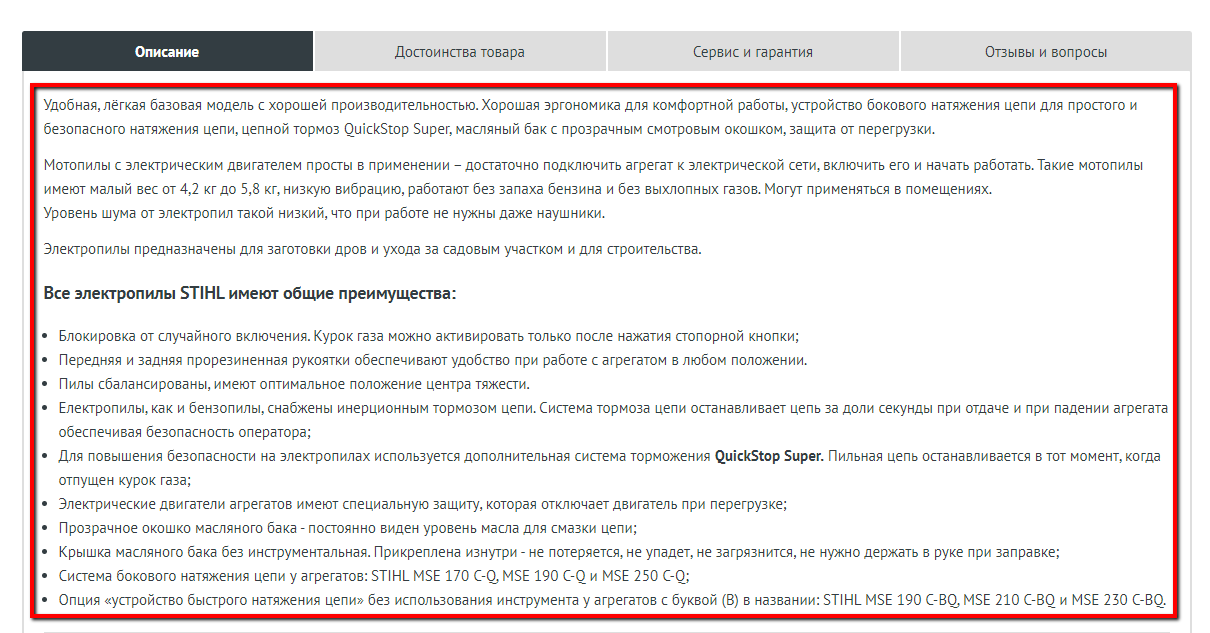 Описание
Достоинства товара
Сервис и гарантия
Отзывы и вопросы
Удобная, лёгкая базовая модель с хорошей производительностью. Хорошая эргономика для комфортной работы, устройство бокового натяжения цепи для простого и
безопасного натяжения цепи, цепной тормоз QuickStop Super, масляный бак с прозрачным смотровым окошком, защита от перегрузки.
Мотопилы с электрическим двигателем просты в применении – достаточно подключить агрегат к электрической сети, включить его и начать работать. Такие мотопилы
имеют малый вес от 4,2 кг до 5,8 кг, низкую вибрацию, работают без запаха бензина и без выхлопных газов. Могут применяться в помещениях.
Уровень шума от электропил такой низкий, что при работе не нужны даже наушники.
Электропилы предназначены для заготовки дров и ухода за садовым участком и для строительства.
Все электропилы STIHL имеют общие преимущества:
• Блокировка от случайного включения. Курок газа можно активировать только после нажатия стопорной кнопки;
• Передняя и задняя прорезиненная рукоятки обеспечивают удобство при работе с агрегатом в любом положении.
• Пилы сбалансированы, имеют оптимальное положение центра тяжести.
• Електропилы, как и бензопилы, снабжены инерционным тормозом цепи. Система тормоза цепи останавливает цепь за доли секунды при отдаче и при падении агрегата
обеспечивая безопасность оператора;
• Для повышения безопасности на электропилах используется дополнительная система торможения QuickStop Super. Пильная цепь останавливается в тот момент, когда
отпущен курок газа;
• Электрические двигатели агрегатов имеют специальную защиту, которая отключает двигатель при перегрузке;
• Прозрачное окошко масляного бака - постоянно виден уровень масла для смазки цепи;
• Крышка масляного бака без инструментальная. Прикреплена изнутри - не потеряется, не упадет, не загрязнится, не нужно держать в руке при заправке;
• Система бокового натяжения цепи у агрегатов: STIHL MSE 170 C-Q, MSE 190 C-Q и MSE 250 C-Q;
• Опция «устройство быстрого натяжения цепи» без использования инструмента у агрегатов с буквой (В) в названии: STIHL MSE 190 C-BQ, MSE 210 C-BQ и MSE 230 C-BQ.